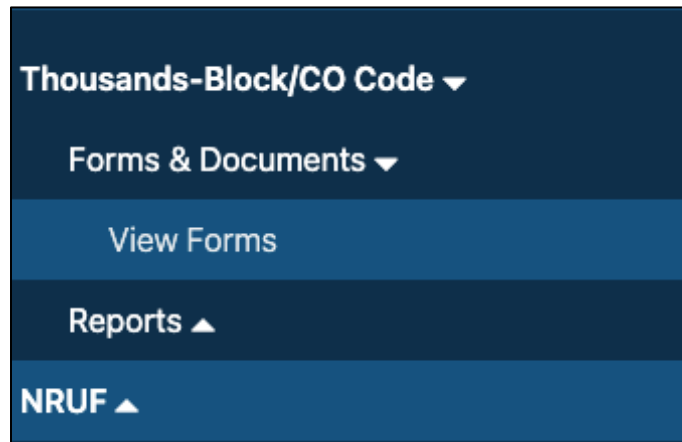 Thousands-Block/CO Code
Forms & Documents
View Forms
Reports
NRUF